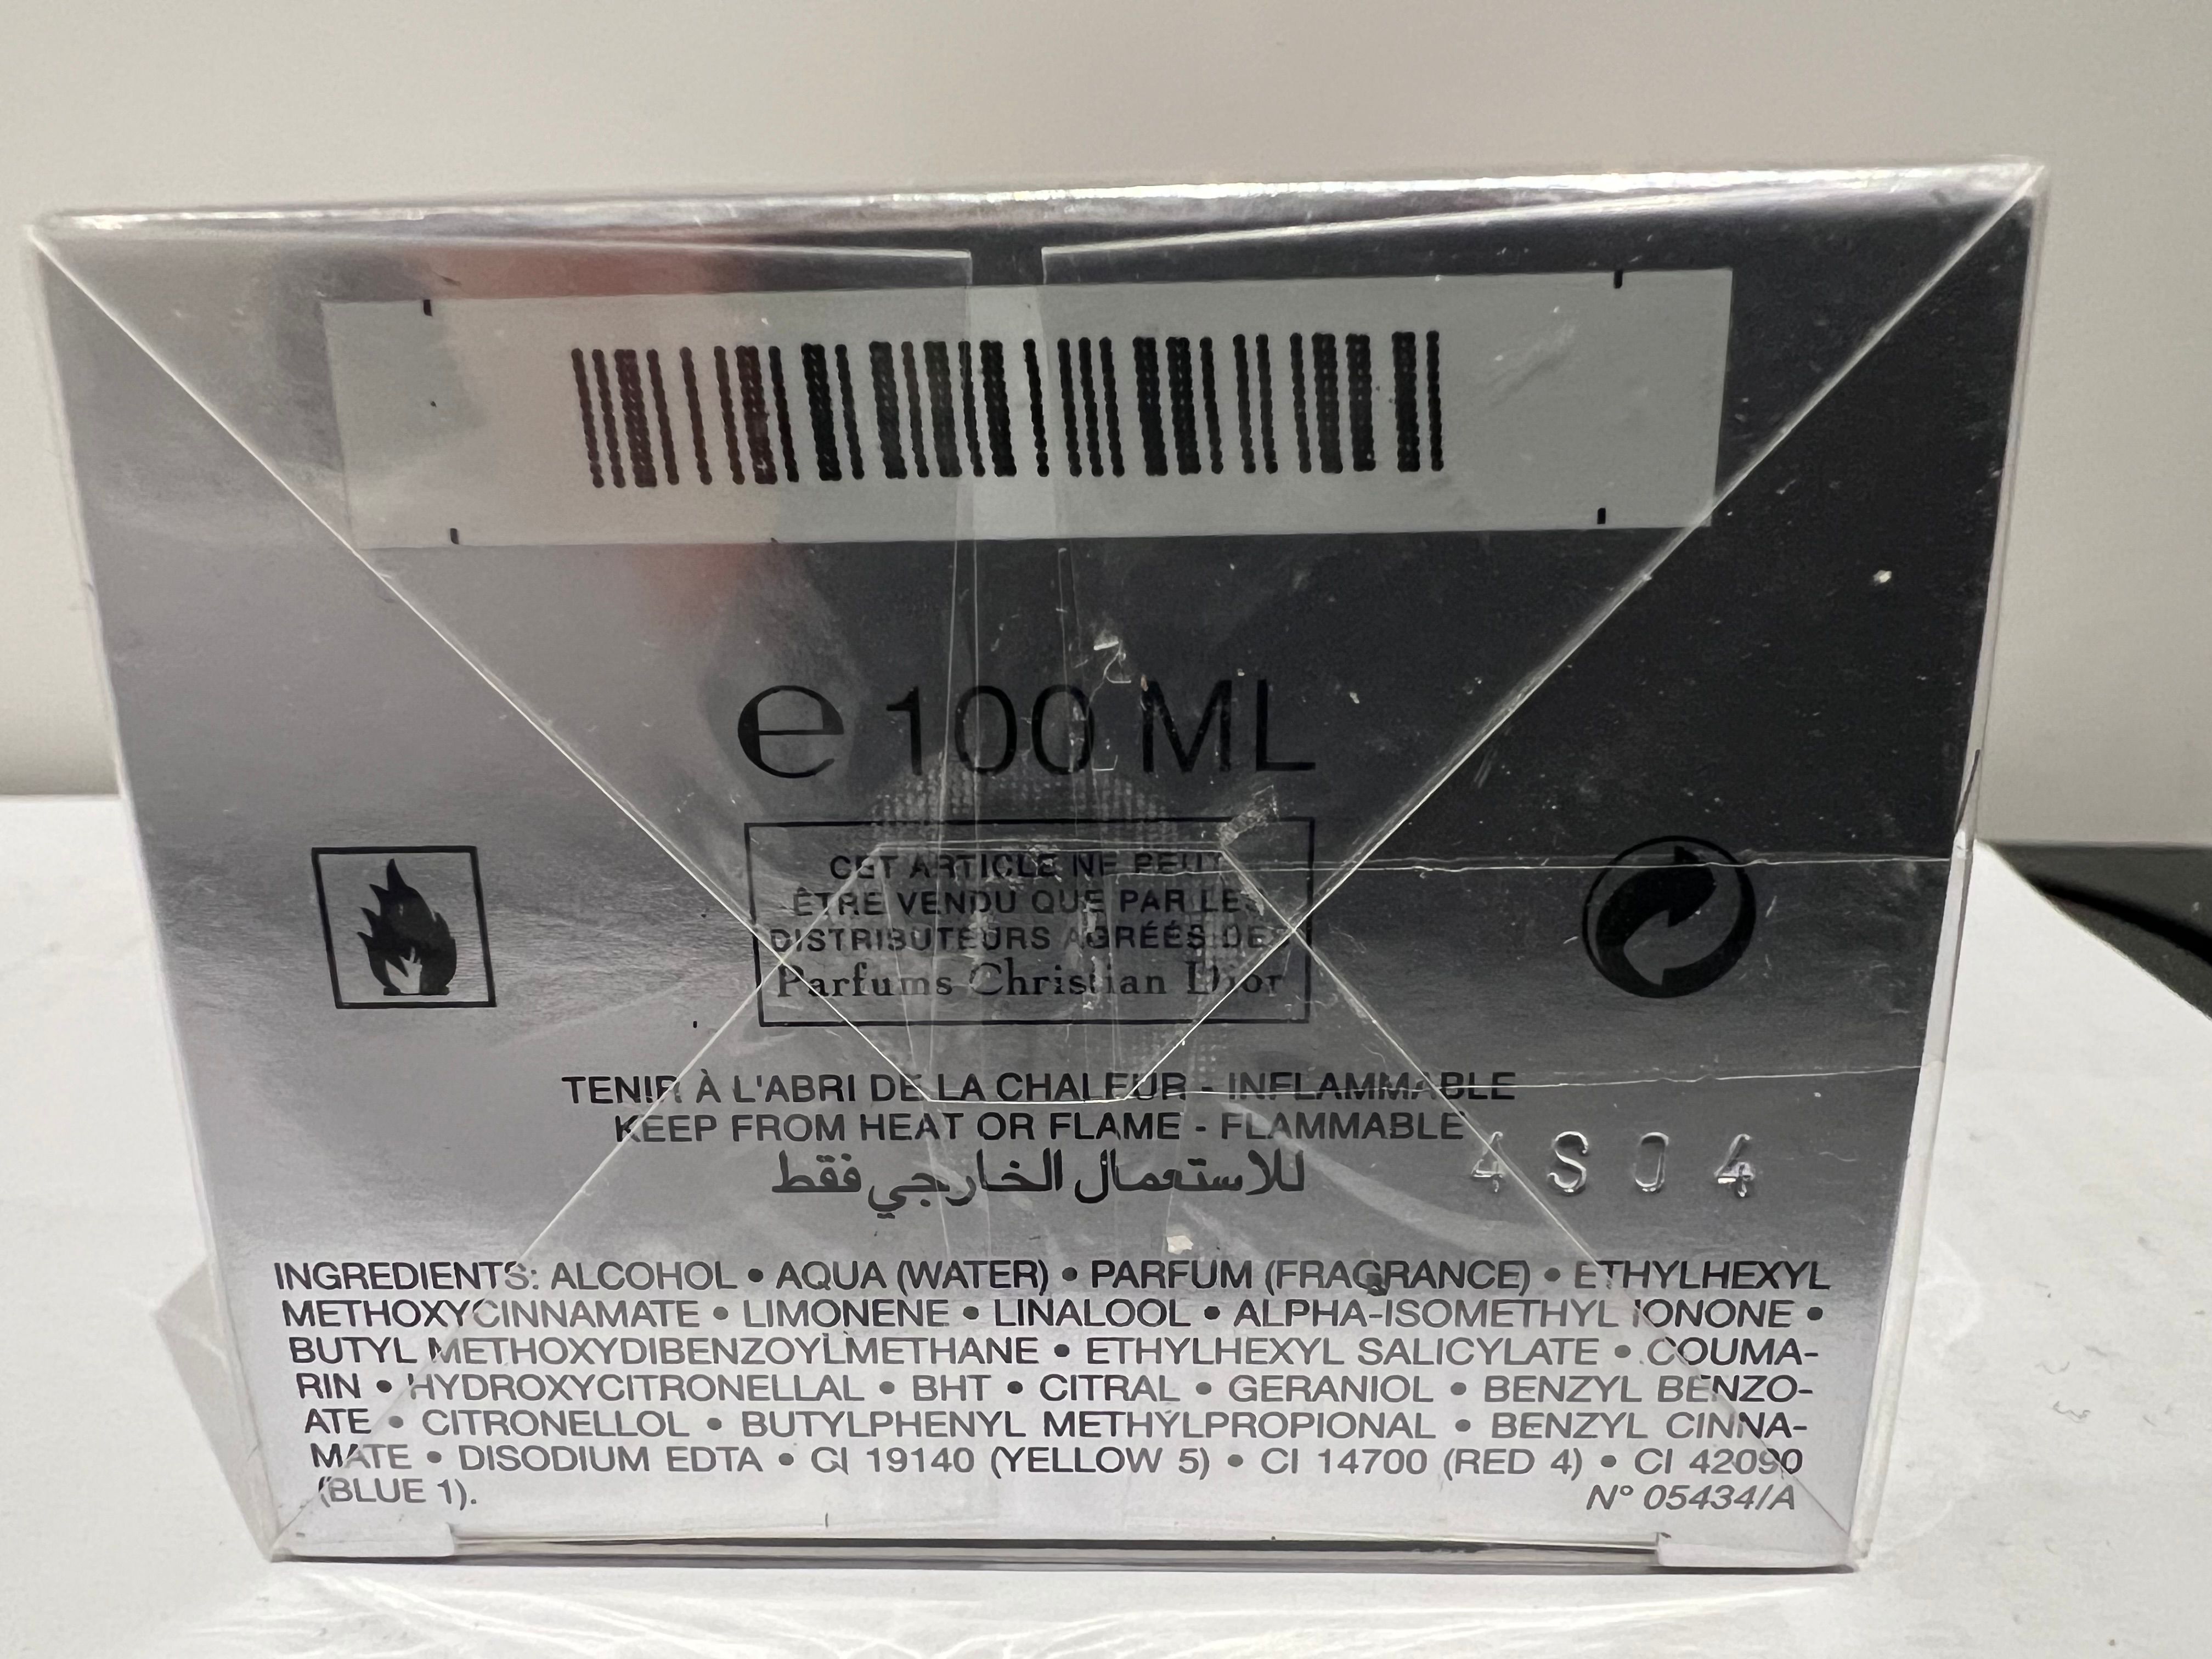 e 100 ML
CET ARTICLE NE PEUT
ÊTRE VENDU QUE PAR LES
DISTRIBUTEURS AGRÉÉS DES
Parfums Christian Dior
TENIR À L'ABRI DE LA CHALEUR - INFLAMMABLE
KEEP FROM HEAT OR FLAME - FLAMMABLE
للاستعمال الخارجي فقط
4S04
INGREDIENTS: ALCOHOL • AQUA (WATER) • PARFUM (FRAGRANCE) • ETHYLHEXYL
METHOXYCINNAMATE • LIMONENE • LINALOOL • ALPHA-ISOMETHYL IONONE •
BUTYL METHOXYDIBENZOYLMETHANE • ETHYLHEXYL SALICYLATE • COUMA-
RIN • HYDROXYCITRONELLAL • BHT • CITRAL • GERANIOL • BENZYL BENZO-
ATE • CITRONELLOL • BUTYLPHENYL METHYLPROPIONAL • BENZYL CINNA-
MATE • DISODIUM EDTA • CI 19140 (YELLOW 5) • CI 14700 (RED 4) • CI 42090
(BLUE 1).
N° 05434/A